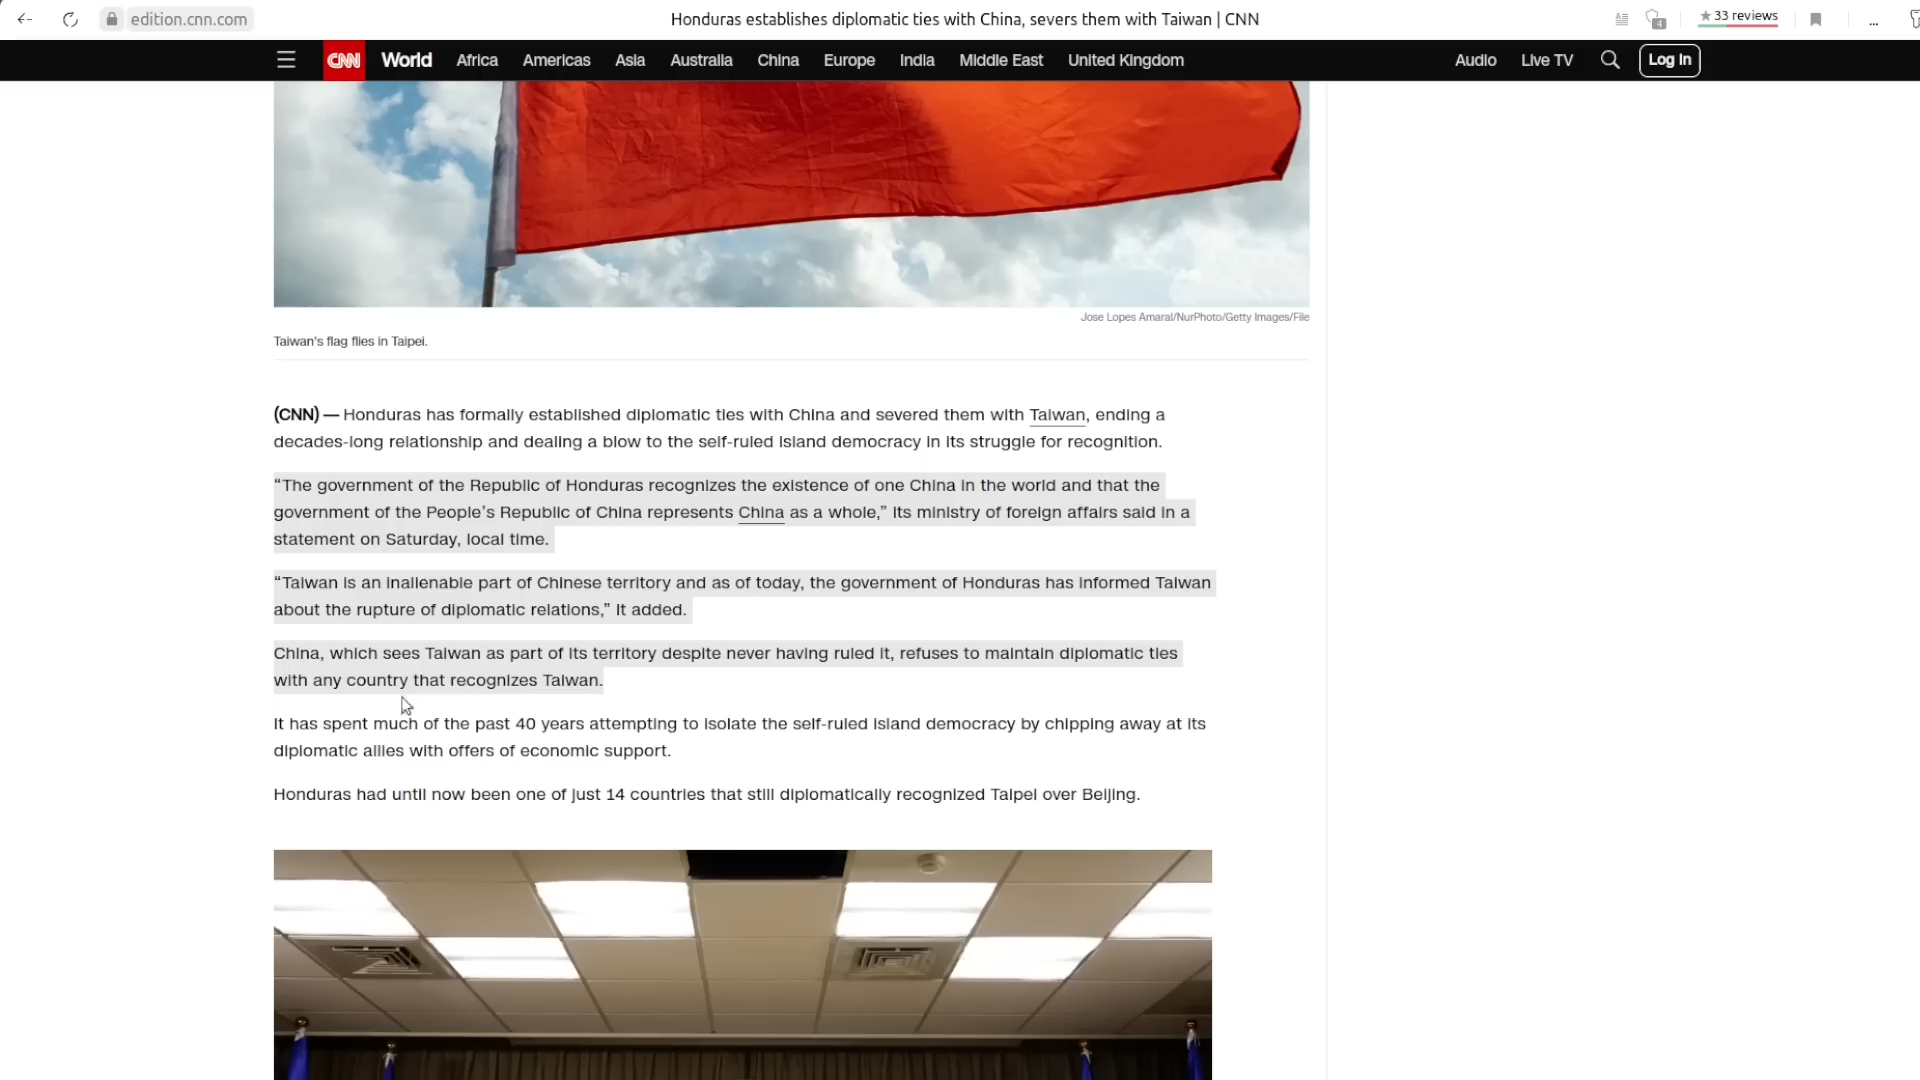 edition.cnn.com
Honduras establishes diplomatic ties with China, severs them with Taiwan | CNN
4
★ 33 reviews
...
CNN World Africa Americas Asia Australia China Europe India Middle East United Kingdom Audio Live TV Log In
Jose Lopes Amaral/NurPhoto/Getty Images/File
Taiwan's flag flies in Taipei.
(CNN) — Honduras has formally established diplomatic ties with China and severed them with Taiwan, ending a
decades-long relationship and dealing a blow to the self-ruled island democracy in its struggle for recognition.
“The government of the Republic of Honduras recognizes the existence of one China in the world and that the
government of the People’s Republic of China represents China as a whole,” its ministry of foreign affairs said in a
statement on Saturday, local time.
“Taiwan is an inalienable part of Chinese territory and as of today, the government of Honduras has informed Taiwan
about the rupture of diplomatic relations,” it added.
China, which sees Taiwan as part of its territory despite never having ruled it, refuses to maintain diplomatic ties
with any country that recognizes Taiwan.
It has spent much of the past 40 years attempting to isolate the self-ruled island democracy by chipping away at its
diplomatic allies with offers of economic support.
Honduras had until now been one of just 14 countries that still diplomatically recognized Taipei over Beijing.